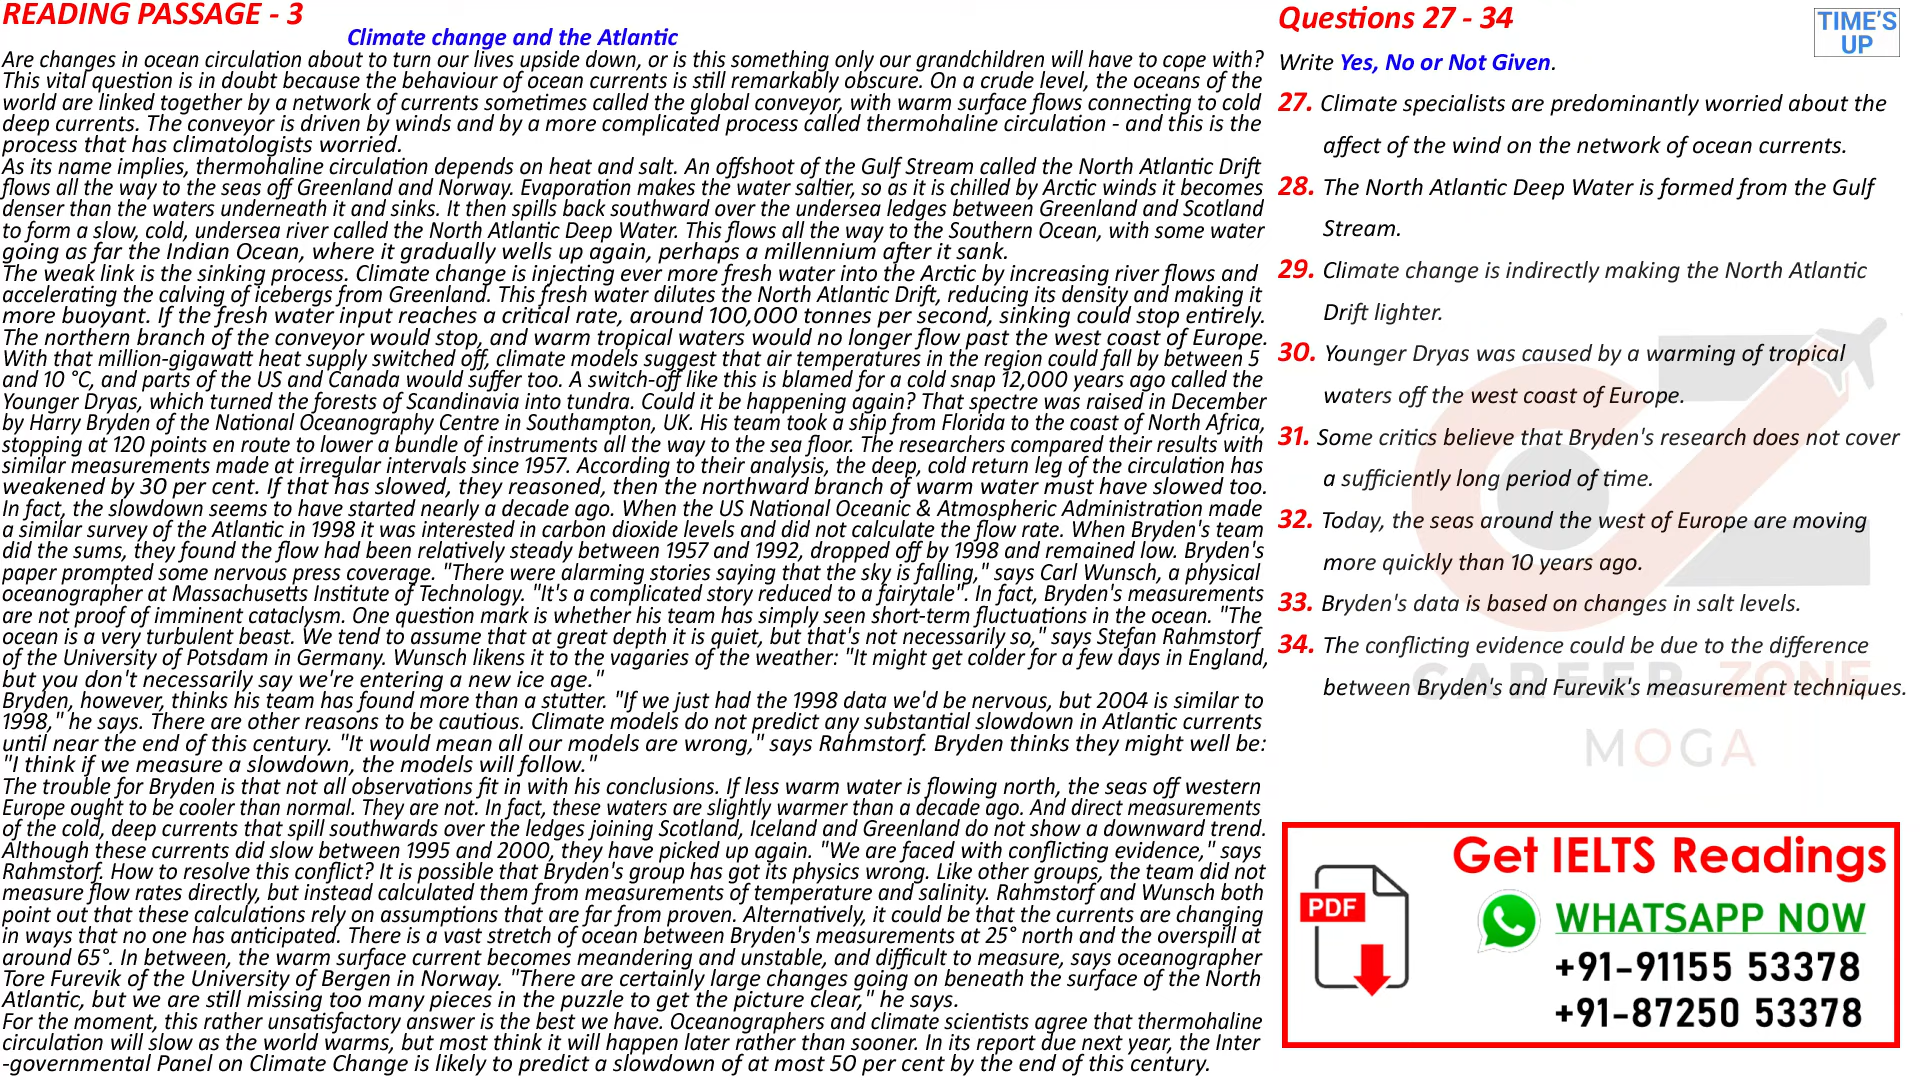 READING PASSAGE - 3
Climate change and the Atlantic
Are changes in ocean circulation about to turn our lives upside down, or is this something only our grandchildren will have to cope with?
This vital question is in doubt because the behaviour of ocean currents is still remarkably obscure. On a crude level, the oceans of the
world are linked together by a network of currents sometimes called the global conveyor, with warm surface flows connecting to cold
deep currents. The conveyor is driven by winds and by a more complicated process called thermohaline circulation - and this is the
process that has climatologists worried.
As its name implies, thermohaline circulation depends on heat and salt. An offshoot of the Gulf Stream called the North Atlantic Drift
flows all the way to the seas off Greenland and Norway. Evaporation makes the water saltier, so as it is chilled by Arctic winds it becomes
denser than the waters underneath it and sinks. It then spills back southward over the undersea ledges between Greenland and Scotland
to form a slow, cold, undersea river called the North Atlantic Deep Water. This flows all the way to the Southern Ocean, with some water
going as far the Indian Ocean, where it gradually wells up again, perhaps a millennium after it sank.
The weak link is the sinking process. Climate change is injecting ever more fresh water into the Arctic by increasing river flows and
accelerating the calving of icebergs from Greenland. This fresh water dilutes the North Atlantic Drift, reducing its density and making it
more buoyant. If the fresh water input reaches a critical rate, around 100,000 tonnes per second, sinking could stop entirely.
The northern branch of the conveyor would stop, and warm tropical waters would no longer flow past the west coast of Europe.
With that million-gigawatt heat supply switched off, climate models suggest that air temperatures in the region could fall by between 5
and 10 °C, and parts of the US and Canada would suffer too. A switch-off like this is blamed for a cold snap 12,000 years ago called the
Younger Dryas, which turned the forests of Scandinavia into tundra. Could it be happening again? That spectre was raised in December
by Harry Bryden of the National Oceanography Centre in Southampton, UK. His team took a ship from Florida to the coast of North Africa,
stopping at 120 points en route to lower a bundle of instruments all the way to the sea floor. The researchers compared their results with
similar measurements made at irregular intervals since 1957. According to their analysis, the deep, cold return leg of the circulation has
weakened by 30 per cent. If that has slowed, they reasoned, then the northward branch of warm water must have slowed too.
In fact, the slowdown seems to have started nearly a decade ago. When the US National Oceanic & Atmospheric Administration made
a similar survey of the Atlantic in 1998 it was interested in carbon dioxide levels and did not calculate the flow rate. When Bryden's team
did the sums, they found the flow had been relatively steady between 1957 and 1992, dropped off by 1998 and remained low. Bryden's
paper prompted some nervous press coverage. "There were alarming stories saying that the sky is falling," says Carl Wunsch, a physical
oceanographer at Massachusetts Institute of Technology. "It's a complicated story reduced to a fairytale". In fact, Bryden's measurements
are not proof of imminent cataclysm. One question mark is whether his team has simply seen short-term fluctuations in the ocean. "The
ocean is a very turbulent beast. We tend to assume that at great depth it is quiet, but that's not necessarily so," says Stefan Rahmstorf
of the University of Potsdam in Germany. Wunsch likens it to the vagaries of the weather: "It might get colder for a few days in England,
but you don't necessarily say we're entering a new ice age."
Bryden, however, thinks his team has found more than a stutter. "If we just had the 1998 data we'd be nervous, but 2004 is similar to
1998," he says. There are other reasons to be cautious. Climate models do not predict any substantial slowdown in Atlantic currents
until near the end of this century. "It would mean all our models are wrong," says Rahmstorf. Bryden thinks they might well be:
"I think if we measure a slowdown, the models will follow."
The trouble for Bryden is that not all observations fit in with his conclusions. If less warm water is flowing north, the seas off western
Europe ought to be cooler than normal. They are not. In fact, these waters are slightly warmer than a decade ago. And direct measurements
of the cold, deep currents that spill southwards over the ledges joining Scotland, Iceland and Greenland do not show a downward trend.
Although these currents did slow between 1995 and 2000, they have picked up again. "We are faced with conflicting evidence," says
Rahmstorf. How to resolve this conflict? It is possible that Bryden's group has got its physics wrong. Like other groups, the team did not
measure flow rates directly, but instead calculated them from measurements of temperature and salinity. Rahmstorf and Wunsch both
point out that these calculations rely on assumptions that are far from proven. Alternatively, it could be that the currents are changing
in ways that no one has anticipated. There is a vast stretch of ocean between Bryden's measurements at 25° north and the overspill at
around 65°. In between, the warm surface current becomes meandering and unstable, and difficult to measure, says oceanographer
Tore Furevik of the University of Bergen in Norway. "There are certainly large changes going on beneath the surface of the North
Atlantic, but we are still missing too many pieces in the puzzle to get the picture clear," he says.
For the moment, this rather unsatisfactory answer is the best we have. Oceanographers and climate scientists agree that thermohaline
circulation will slow as the world warms, but most think it will happen later rather than sooner. In its report due next year, the Inter
-governmental Panel on Climate Change is likely to predict a slowdown of at most 50 per cent by the end of this century.
Questions 27 - 34
TIME'S
UP
Write Yes, No or Not Given.
27. Climate specialists are predominantly worried about the
affect of the wind on the network of ocean currents.
28. The North Atlantic Deep Water is formed from the Gulf
Stream.
29. Climate change is indirectly making the North Atlantic
Drift lighter.
30. Younger Dryas was caused by a warming of tropical
waters off the west coast of Europe.
31. Some critics believe that Bryden's research does not cover
a sufficiently long period of time.
32. Today, the seas around the west of Europe are moving
more quickly than 10 years ago.
33. Bryden's data is based on changes in salt levels.
34. The conflicting evidence could be due to the difference
between Bryden's and Furevik's measurement techniques.
CAREER ZONE
MOGA
Get IELTS Readings
PDF
WHATSAPP NOW
+91-91155 53378
+91-87250 53378